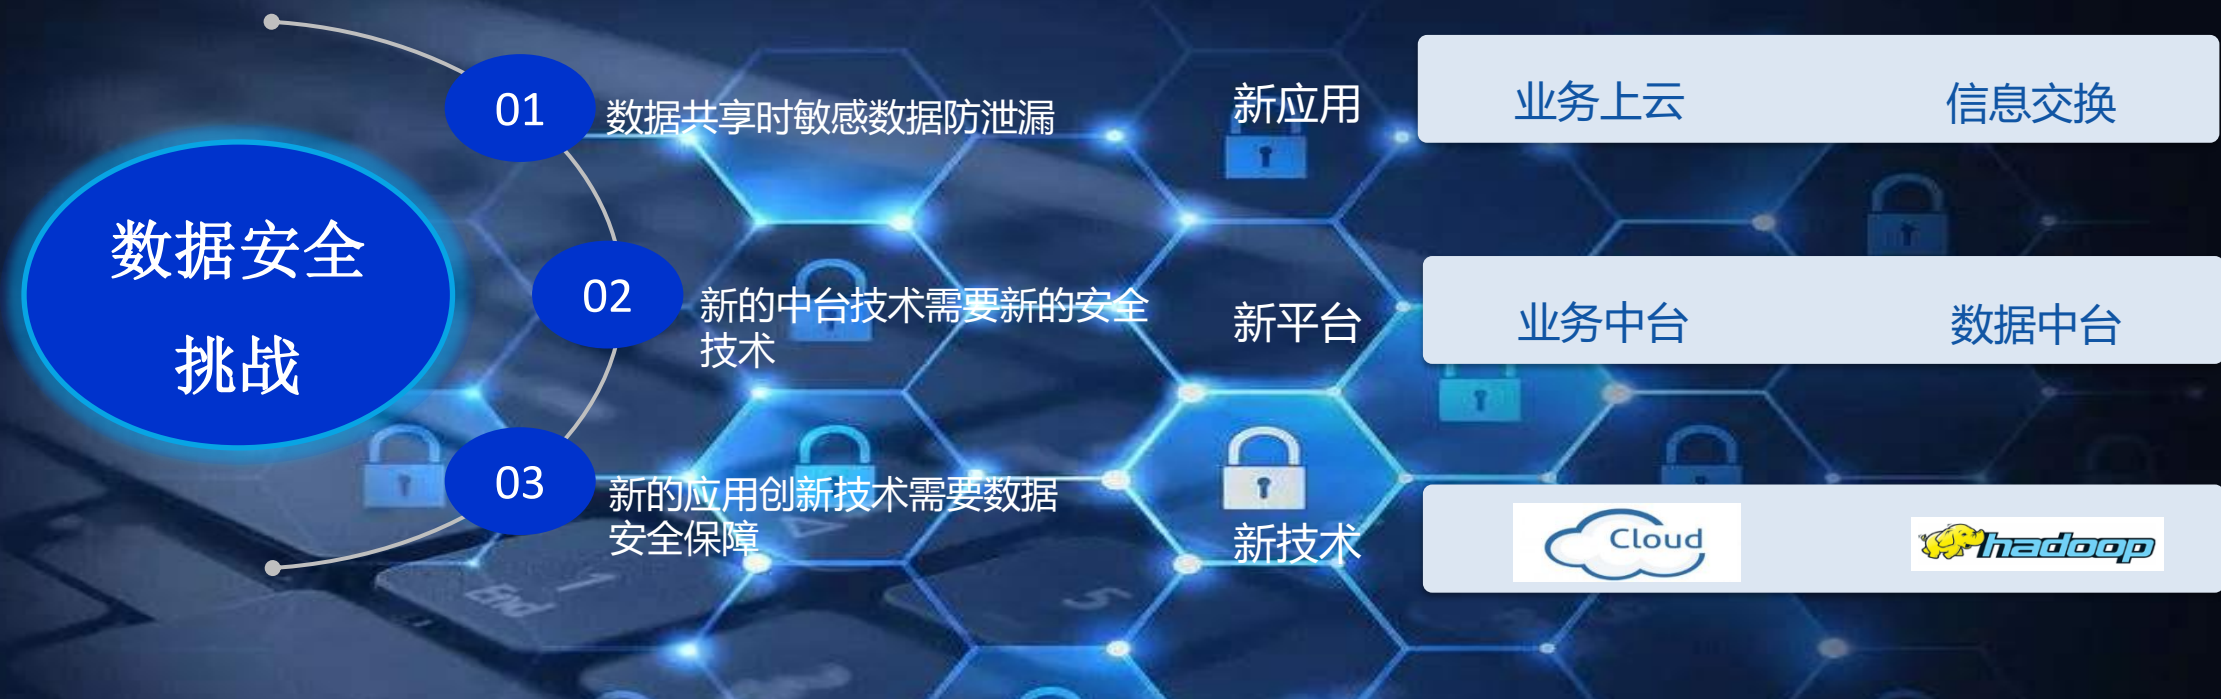 数据安全
挑战
01
数据共享时敏感数据防泄漏
新应用
业务上云
信息交换
02
新的中台技术需要新的安全
技术
新平台
业务中台
数据中台
03
新的应用创新技术需要数据
安全保障
新技术
Cloud
hadoop
1
End
5